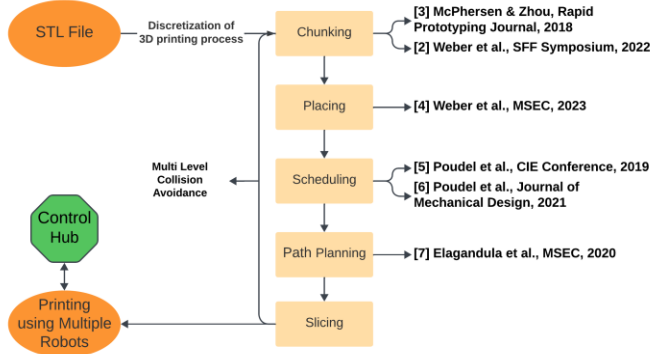 STL File
Discretization of
3D printing process
Chunking
[3] McPhersen & Zhou, Rapid
Prototyping Journal, 2018
[2] Weber et al., SFF Symposium, 2022
Placing
[4] Weber et al., MSEC, 2023
Multi Level
Collision
Avoidance
Scheduling
[5] Poudel et al., CIE Conference, 2019
[6] Poudel et al., Journal of
Mechanical Design, 2021
Control
Hub
Path Planning
[7] Elagandula et al., MSEC, 2020
Printing
using Multiple
Robots
Slicing